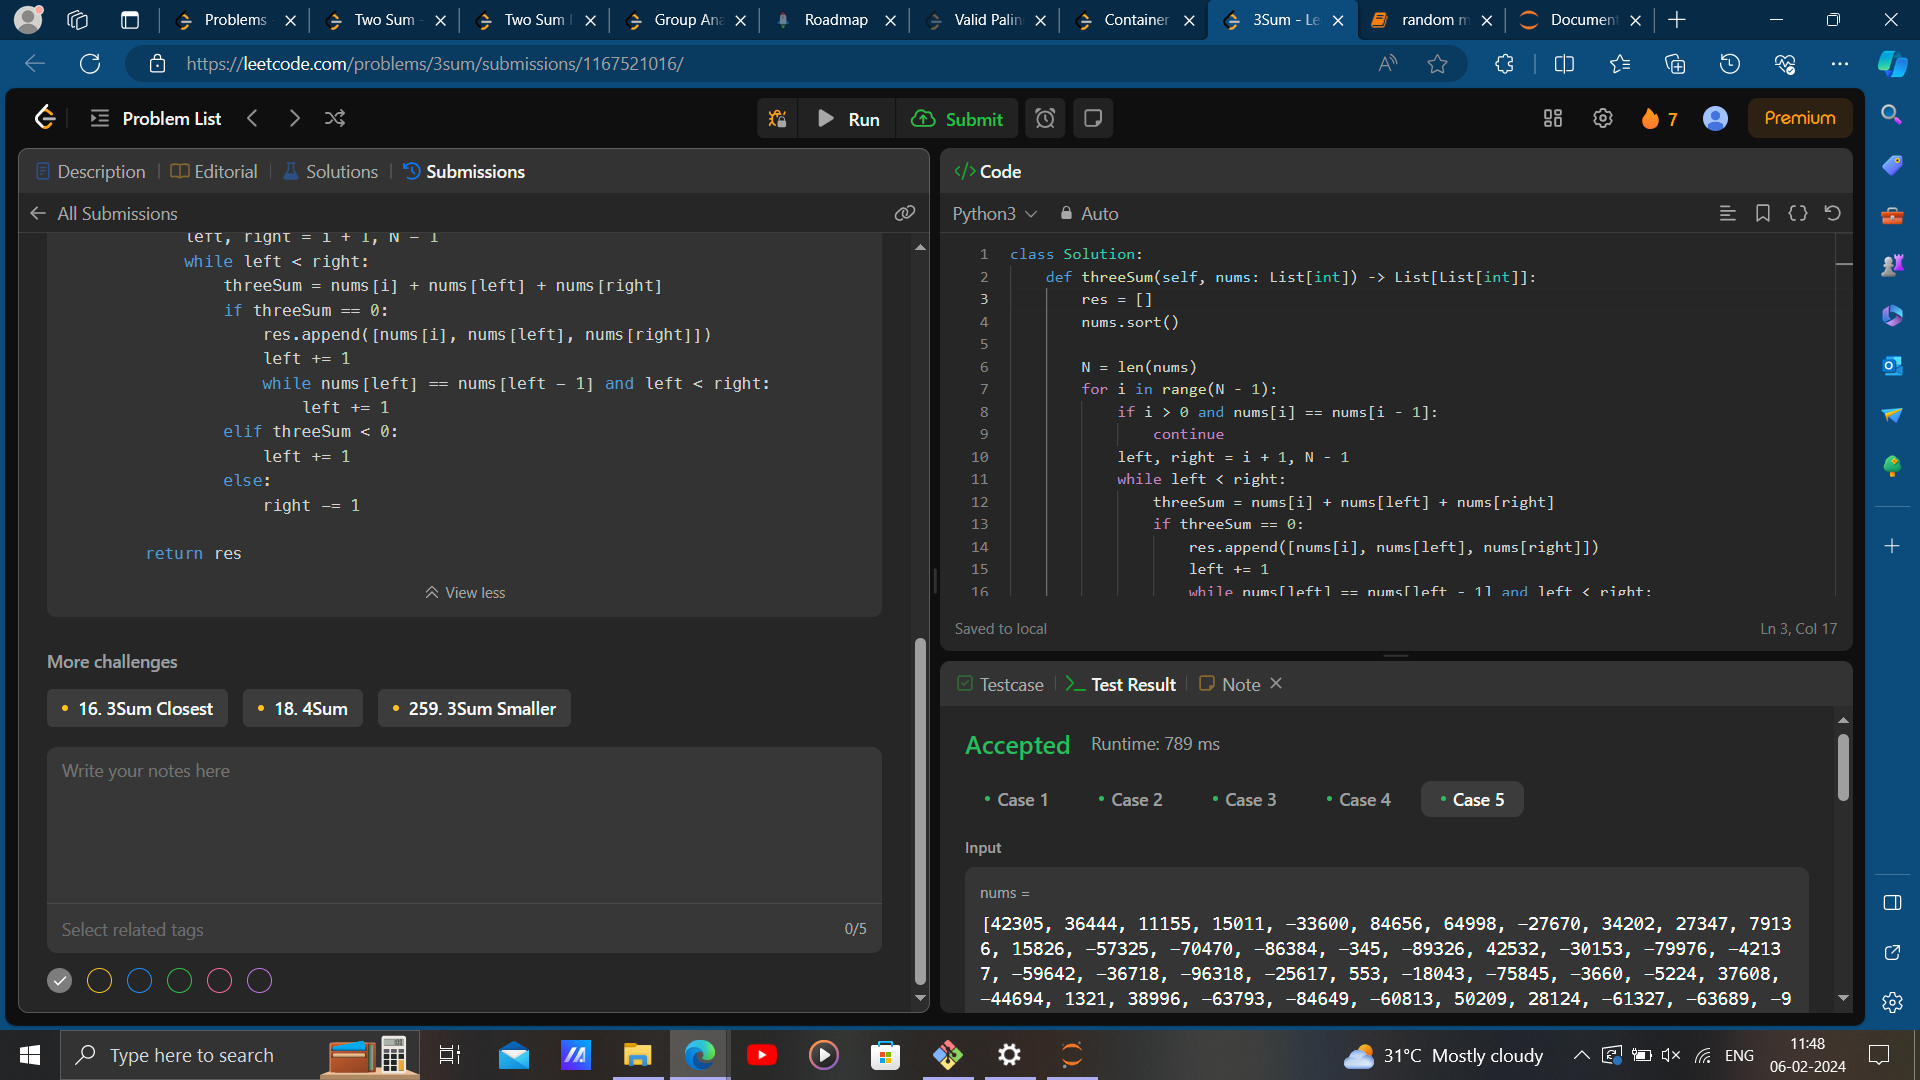 Problems
Two Sum -
Two Sum I
Group Ana
Roadmap
Valid Palin
Container
3Sum - Le
random m
Document
https://leetcode.com/problems/3sum/submissions/1167521016/
Problem List
Run
Submit
7
Premium
Description
Editorial
Solutions
Submissions
All Submissions
left, right = i + 1, N - 1
while left < right:
threeSum = nums[i] + nums[left] + nums[right]
if threeSum == 0:
res.append([nums[i], nums[left], nums[right]])
left += 1
while nums[left] == nums[left - 1] and left < right:
left += 1
elif threeSum < 0:
left += 1
else:
right -= 1
return res
View less
More challenges
16. 3Sum Closest
18. 4Sum
259. 3Sum Smaller
Write your notes here
Select related tags
0/5
</> Code
Python3
Auto
1 class Solution:
2 def threeSum(self, nums: List[int]) -> List[List[int]]:
3 res = []
4 nums.sort()
5
6 N = len(nums)
7 for i in range(N - 1):
8 if i > 0 and nums[i] == nums[i - 1]:
9 continue
10 left, right = i + 1, N - 1
11 while left < right:
12 threeSum = nums[i] + nums[left] + nums[right]
13 if threeSum == 0:
14 res.append([nums[i], nums[left], nums[right]])
15 left += 1
16 while nums[left] == nums[left - 1] and left < right:
Saved to local
Ln 3, Col 17
Testcase
Test Result
Note
Accepted
Runtime: 789 ms
Case 1
Case 2
Case 3
Case 4
Case 5
Input
nums =
[42305, 36444, 11155, 15011, -33600, 84656, 64998, -27670, 34202, 27347, 7913
6, 15826, -57325, -70470, -86384, -345, -89326, 42532, -30153, -79976, -4213
7, -59642, -36718, -96318, -25617, 553, -18043, -75845, -3660, -5224, 37608,
-44694, 1321, 38996, -63793, -84649, -60813, 50209, 28124, -61327, -63689, -9
Type here to search
31°C Mostly cloudy
ENG
11:48
06-02-2024